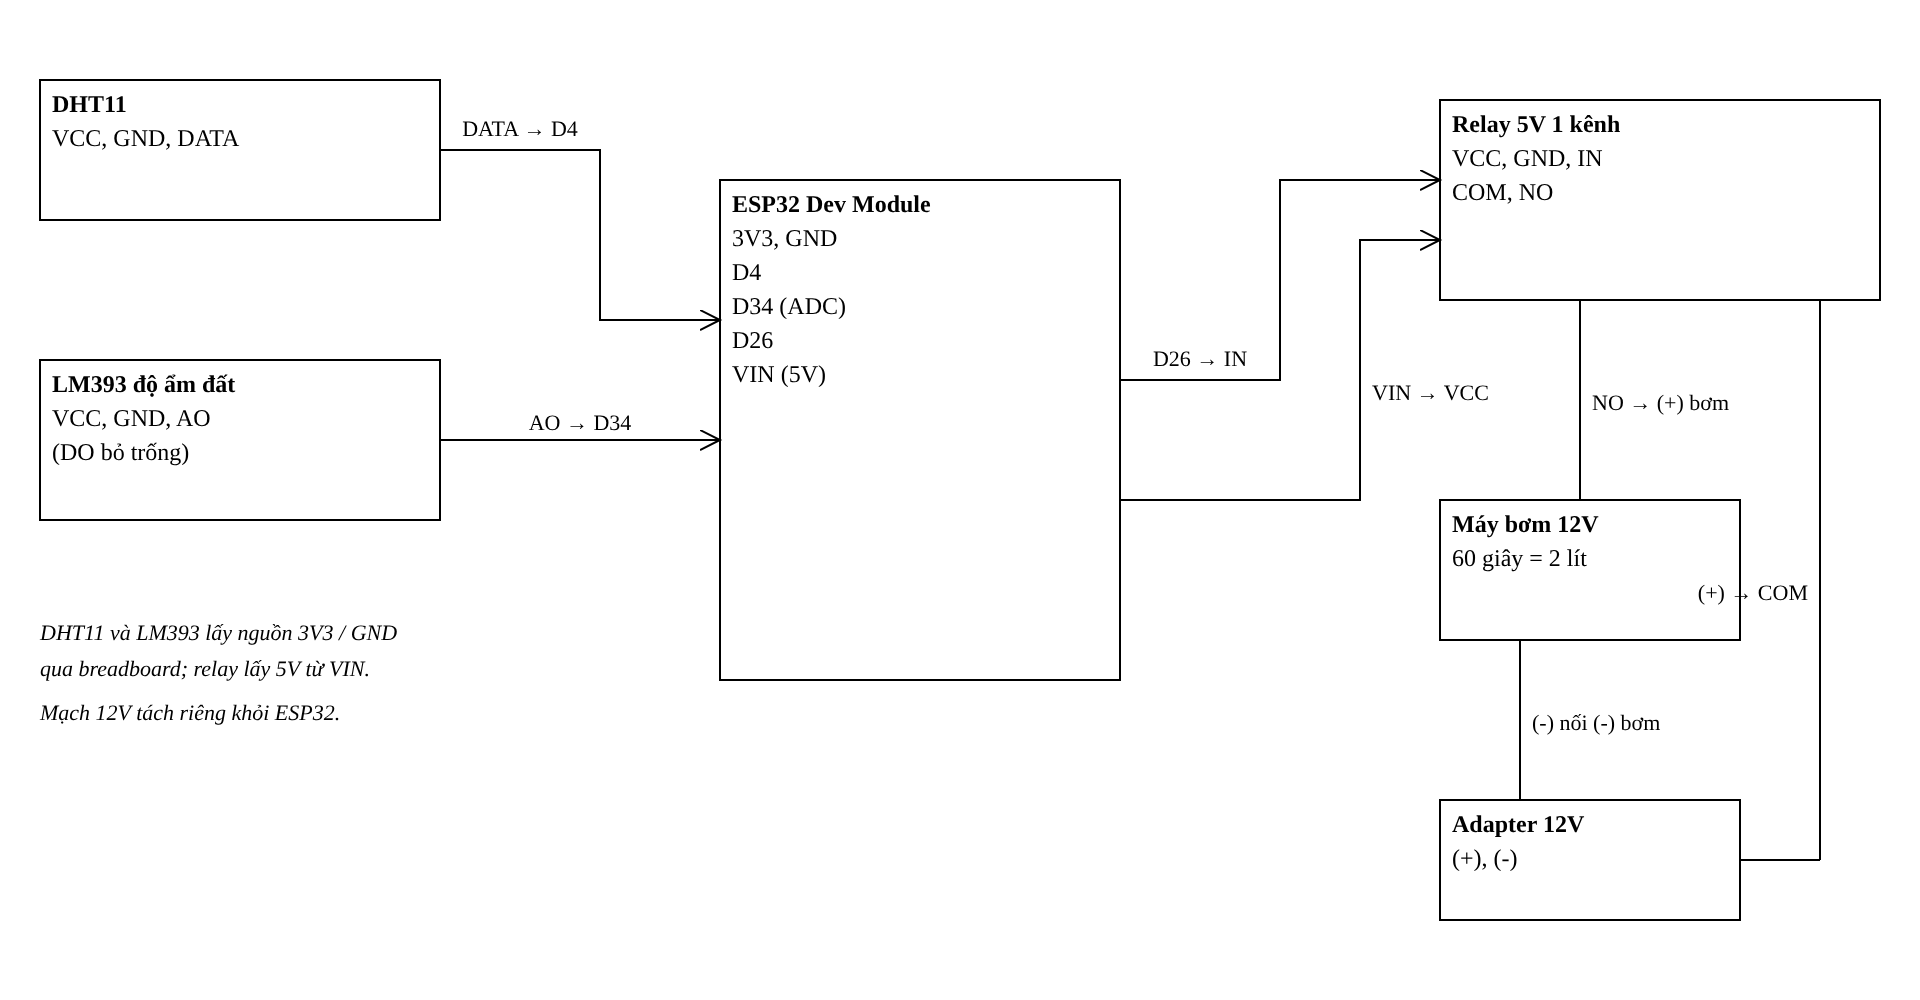 DHT11
VCC, GND, DATA
DATA → D4
LM393 độ ẩm đất
VCC, GND, AO
(DO bỏ trống)
AO → D34
DHT11 và LM393 lấy nguồn 3V3 / GND
qua breadboard; relay lấy 5V từ VIN.
Mạch 12V tách riêng khỏi ESP32.
ESP32 Dev Module
3V3, GND
D4
D34 (ADC)
D26
VIN (5V)
D26 → IN
VIN → VCC
Relay 5V 1 kênh
VCC, GND, IN
COM, NO
NO → (+) bơm
Máy bơm 12V
60 giây = 2 lít
(+) → COM
(-) nối (-) bơm
Adapter 12V
(+), (-)